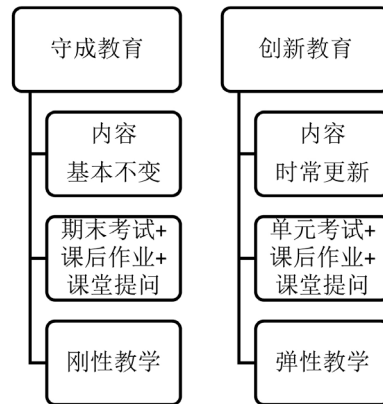 守成教育
内容
基本不变
期末考试+
课后作业+
课堂提问
刚性教学
创新教育
内容
时常更新
单元考试+
课后作业+
课堂提问
弹性教学